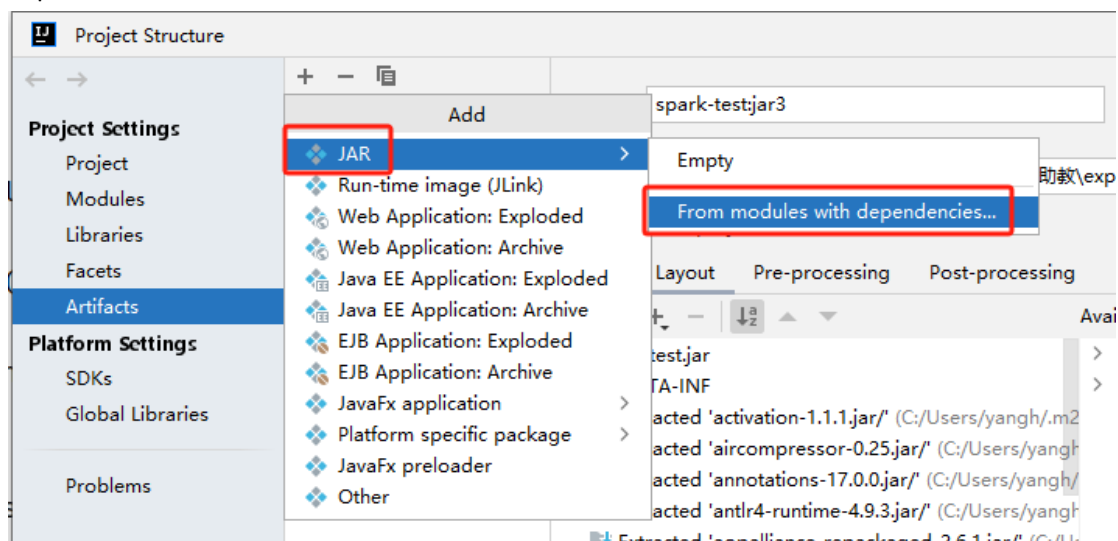 Project Structure
Project Settings
Project
Modules
Libraries
Facets
Artifacts
Platform Settings
SDKs
Global Libraries
Problems
Add
JAR
Run-time image (JLink)
Web Application: Exploded
Web Application: Archive
Java EE Application: Exploded
Java EE Application: Archive
EJB Application: Exploded
EJB Application: Archive
JavaFx application
Platform specific package
JavaFx preloader
Other
spark-test:jar3
Empty
From modules with dependencies...
助教\exp
Layout Pre-processing Post-processing
Avai
test.jar
TA-INF
acted 'activation-1.1.1.jar/' (C:/Users/yangh/.m2
acted 'aircompressor-0.25.jar/' (C:/Users/yangh
acted 'annotations-17.0.0.jar/' (C:/Users/yangh/
acted 'antlr4-runtime-4.9.3.jar/' (C:/Users/yangh